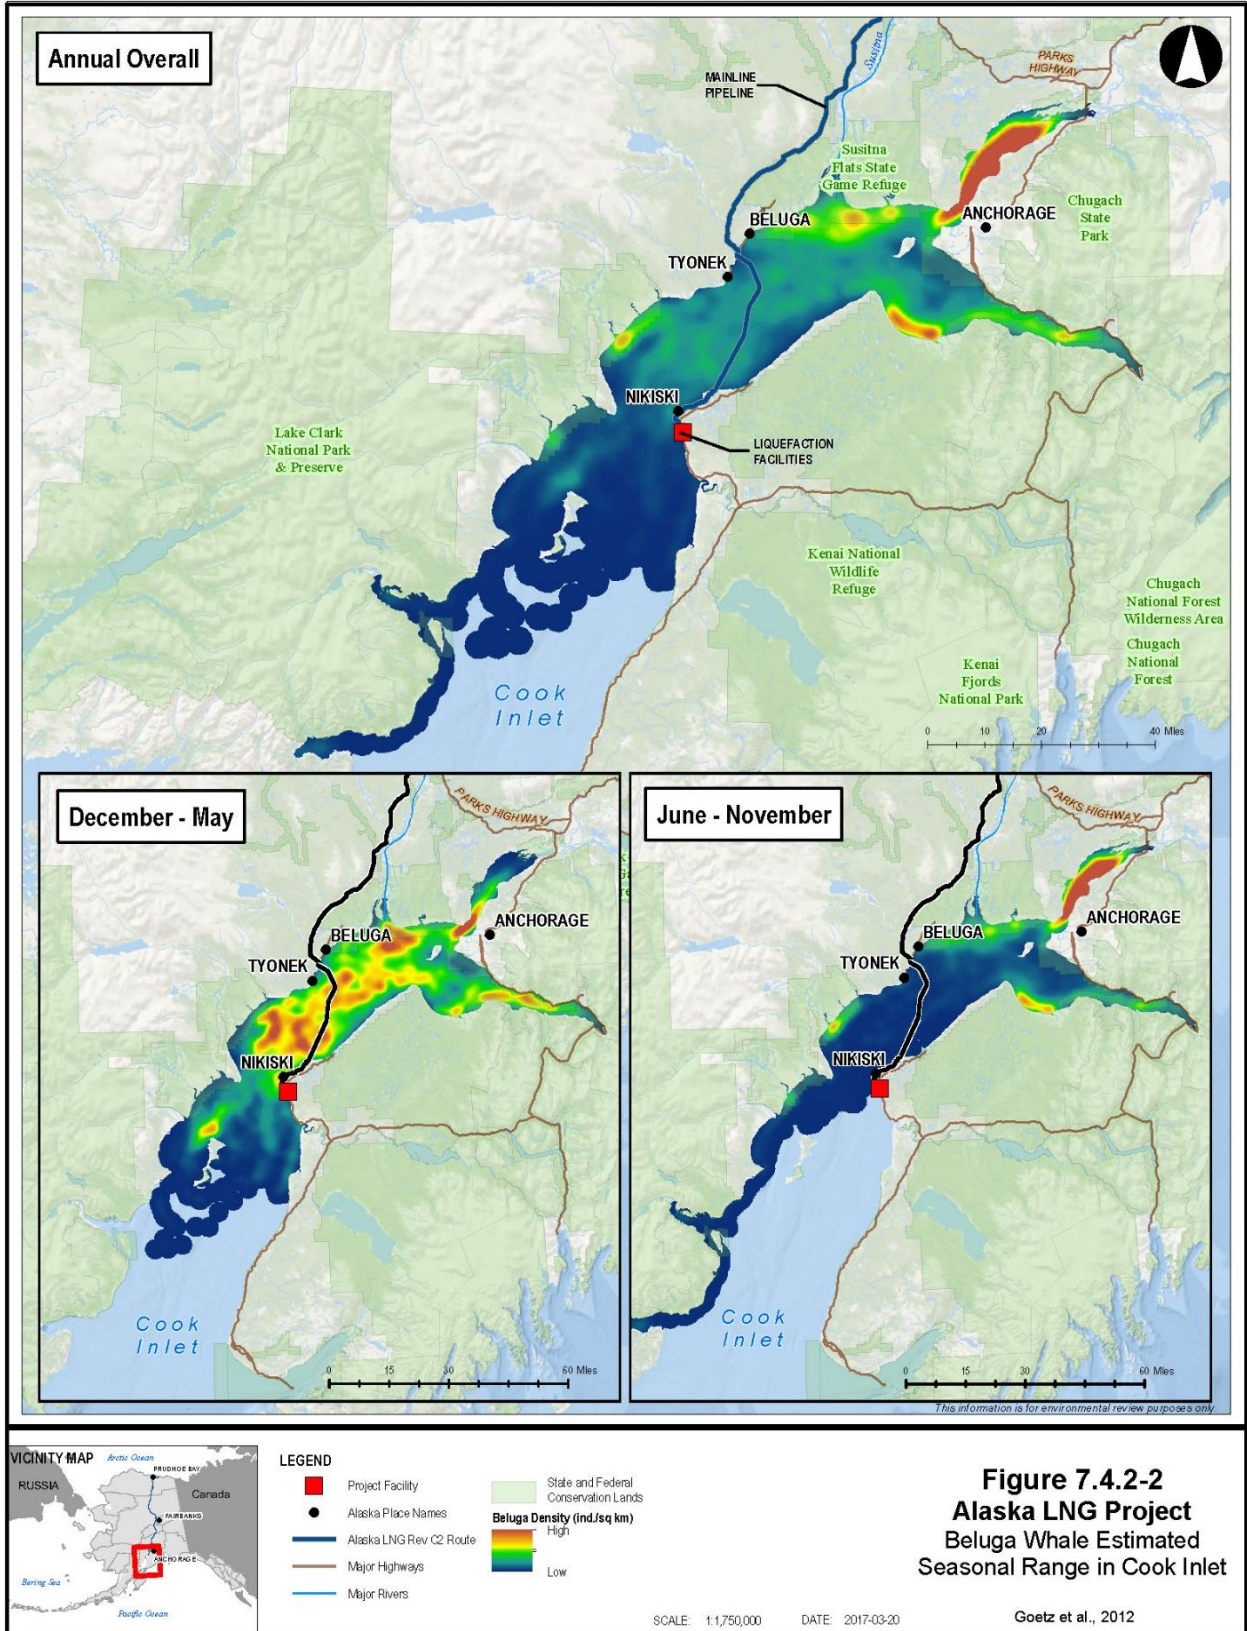 Annual Overall
MAINLINE
PIPELINE
Susitna
PARKS
HIGHWAY
Susitna
Flats State
Game Refuge
Chugach
State
Park
ANCHORAGE
BELUGA
TYONEK
NIKISKI
LIQUEFACTION
FACILITIES
Lake Clark
National Park
& Preserve
Kenai National
Wildlife
Refuge
Chugach
National Forest
Wilderness Area
Chugach
National
Forest
Kenai
Fjords
National Park
Cook
Inlet
0 10 20 40 Miles
December - May
PARKS HIGHWAY
ANCHORAGE
BELUGA
TYONEK
NIKISKI
Cook
Inlet
0 15 30 60 Miles
June - November
PARKS HIGHWAY
ANCHORAGE
BELUGA
TYONEK
NIKISKI
Cook
Inlet
0 15 30 60 Miles
This information is for environmental review purposes only.
VICINITY MAP
Arctic Ocean
RUSSIA
PRUDHOE BAY
Canada
FAIRBANKS
ANCHORAGE
Bering Sea
Pacific Ocean
LEGEND
Project Facility
Alaska Place Names
Alaska LNG Rev C2 Route
Major Highways
Major Rivers
State and Federal
Conservation Lands
Beluga Density (ind./sq km)
High
Low
SCALE: 1:1,750,000 DATE: 2017-03-20
Figure 7.4.2-2
Alaska LNG Project
Beluga Whale Estimated
Seasonal Range in Cook Inlet
Goetz et al., 2012